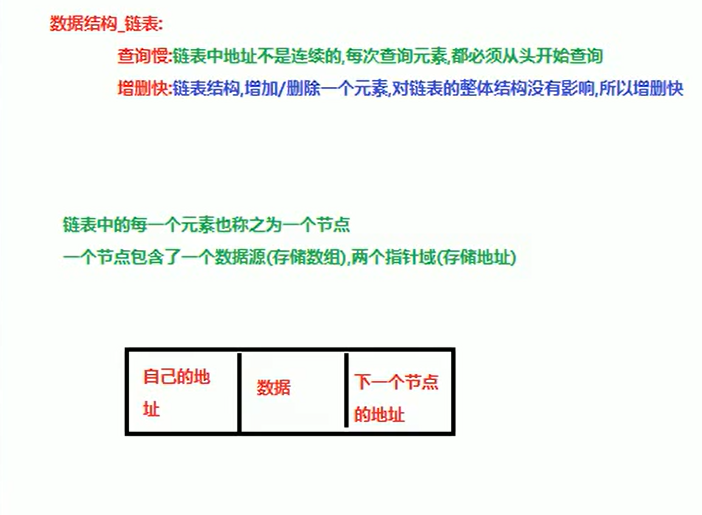 数据结构_链表:
查询慢:链表中地址不是连续的,每次查询元素,都必须从头开始查询
增删快:链表结构,增加/删除一个元素,对链表的整体结构没有影响,所以增删快
链表中的每一个元素也称之为一个节点
一个节点包含了一个数据源(存储数组),两个指针域(存储地址)
自己的地
址
数据
下一个节点
的地址